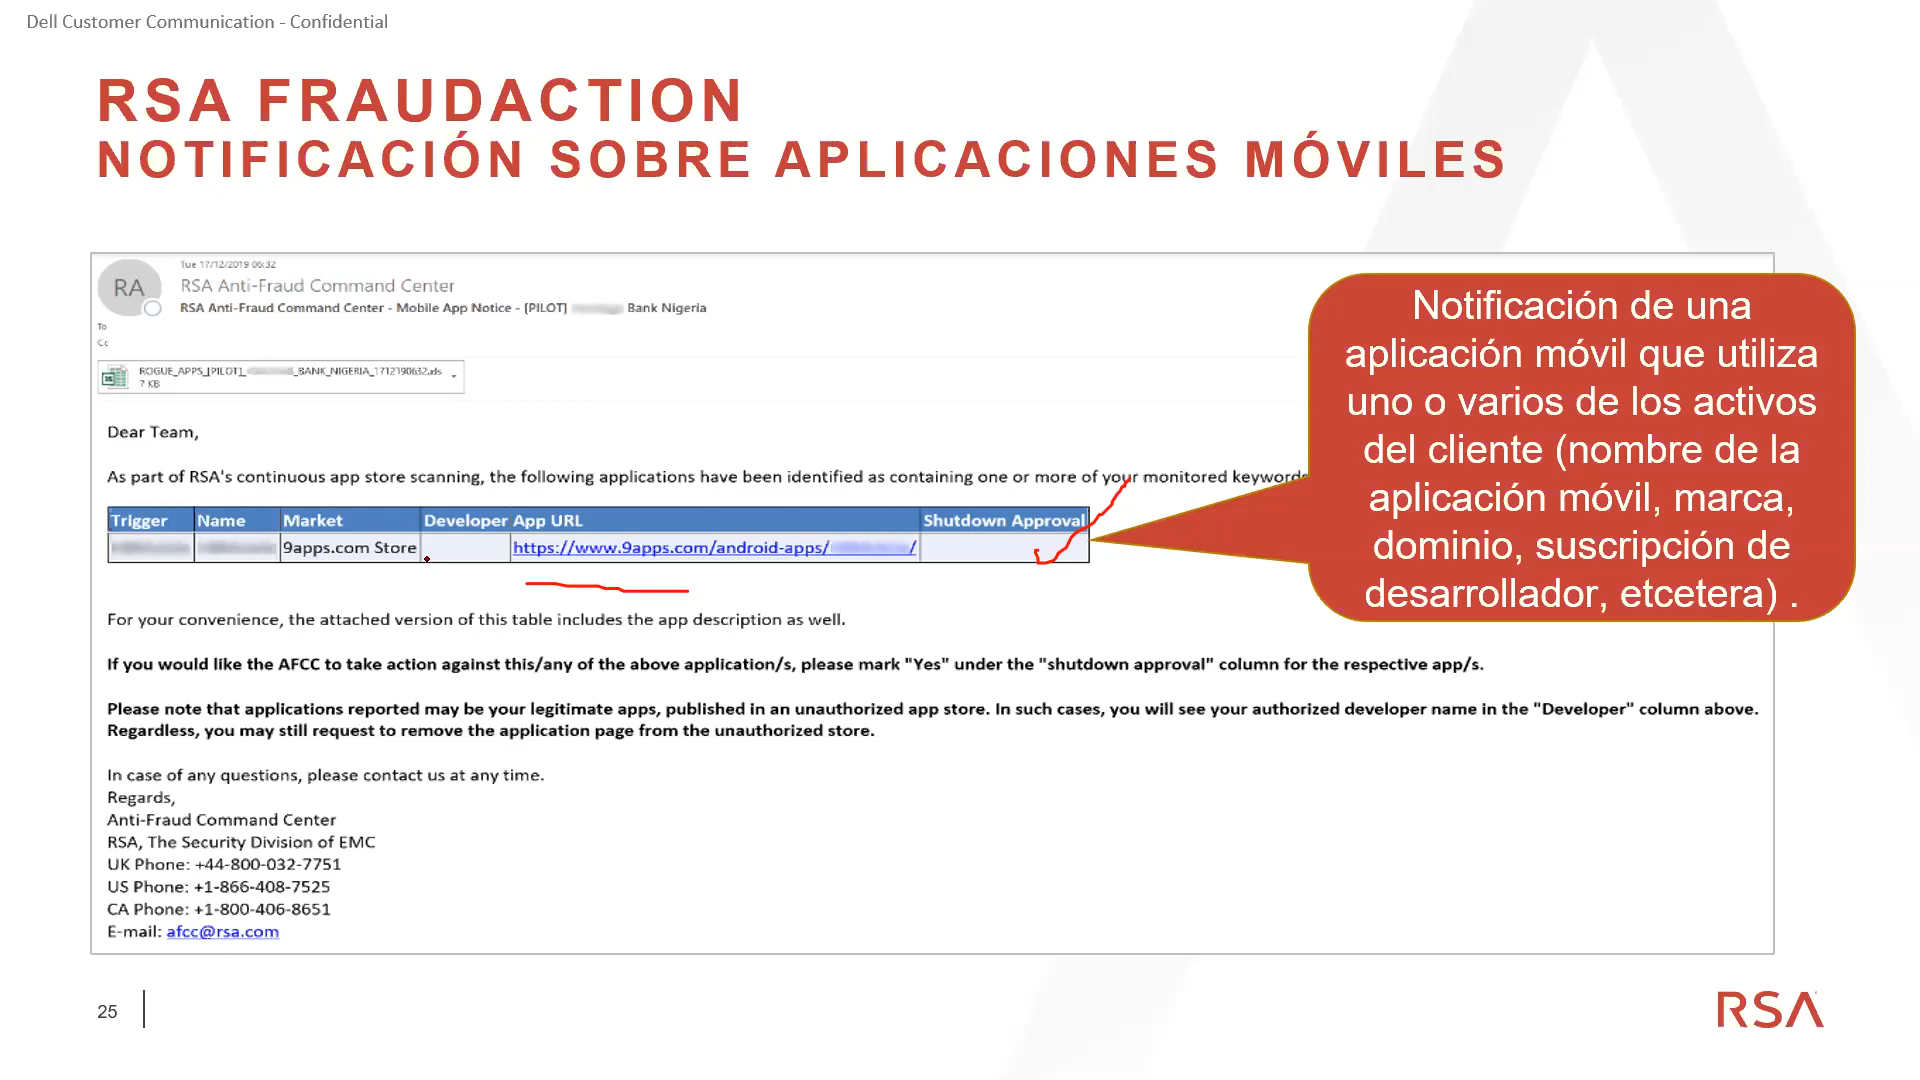 Dell Customer Communication - Confidential
RSA FRAUDACTION
NOTIFICACIÓN SOBRE APLICACIONES MÓVILES
Tue 17/12/2019 06:32
RA
RSA Anti-Fraud Command Center
RSA Anti-Fraud Command Center - Mobile App Notice - [PILOT] Bank Nigeria
To
Cc
ROGUE_APPS_[PILOT]_ _BANK_NIGERIA_1712190632.xls
7 KB
Dear Team,
As part of RSA's continuous app store scanning, the following applications have been identified as containing one or more of your monitored keywords
Trigger Name Market Developer App URL Shutdown Approval
9apps.com Store https://www.9apps.com/android-apps/ /
For your convenience, the attached version of this table includes the app description as well.
If you would like the AFCC to take action against this/any of the above application/s, please mark "Yes" under the "shutdown approval" column for the respective app/s.
Please note that applications reported may be your legitimate apps, published in an unauthorized app store. In such cases, you will see your authorized developer name in the "Developer" column above.
Regardless, you may still request to remove the application page from the unauthorized store.
In case of any questions, please contact us at any time.
Regards,
Anti-Fraud Command Center
RSA, The Security Division of EMC
UK Phone: +44-800-032-7751
US Phone: +1-866-408-7525
CA Phone: +1-800-406-8651
E-mail: afcc@rsa.com
Notificación de una
aplicación móvil que utiliza
uno o varios de los activos
del cliente (nombre de la
aplicación móvil, marca,
dominio, suscripción de
desarrollador, etcetera) .
25
RSA